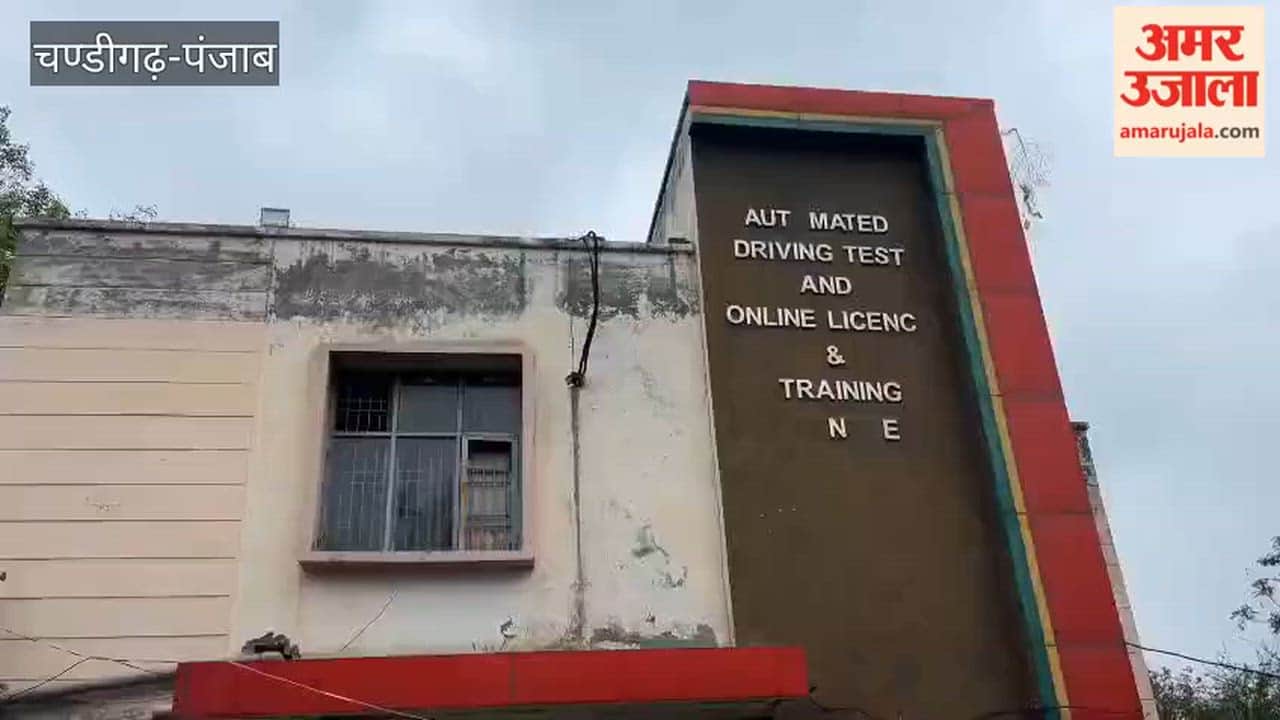 चण्डीगढ़-पंजाब
अमर
उजाला
amarujala.com
AUT MATED
DRIVING TEST
AND
ONLINE LICENC
&
TRAINING
N E